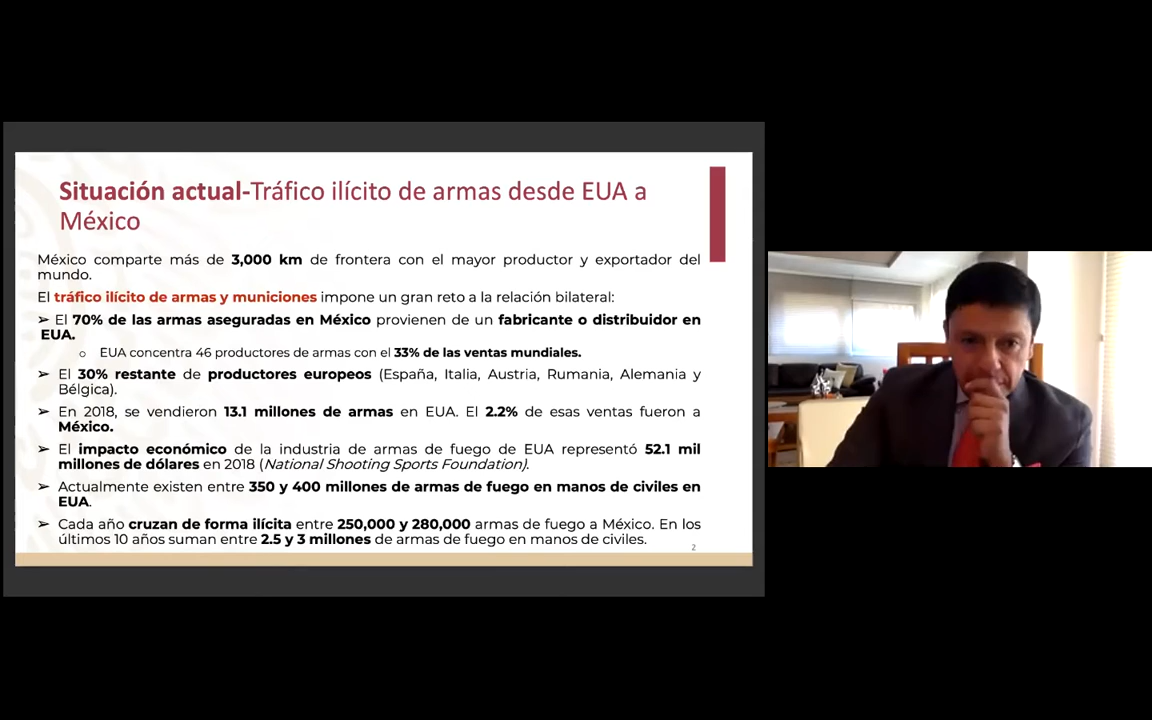 Situación actual-Tráfico ilícito de armas desde EUA a
México
México comparte más de 3,000 km de frontera con el mayor productor y exportador del
mundo.
El tráfico ilícito de armas y municiones impone un gran reto a la relación bilateral:
➢ El 70% de las armas aseguradas en México provienen de un fabricante o distribuidor en
EUA.
o EUA concentra 46 productores de armas con el 33% de las ventas mundiales.
➢ El 30% restante de productores europeos (España, Italia, Austria, Rumania, Alemania y
Bélgica).
➢ En 2018, se vendieron 13.1 millones de armas en EUA. El 2.2% de esas ventas fueron a
México.
➢ El impacto económico de la industria de armas de fuego de EUA representó 52.1 mil
millones de dólares en 2018 (National Shooting Sports Foundation).
➢ Actualmente existen entre 350 y 400 millones de armas de fuego en manos de civiles en
EUA.
➢ Cada año cruzan de forma ilícita entre 250,000 y 280,000 armas de fuego a México. En los
últimos 10 años suman entre 2.5 y 3 millones de armas de fuego en manos de civiles.
2